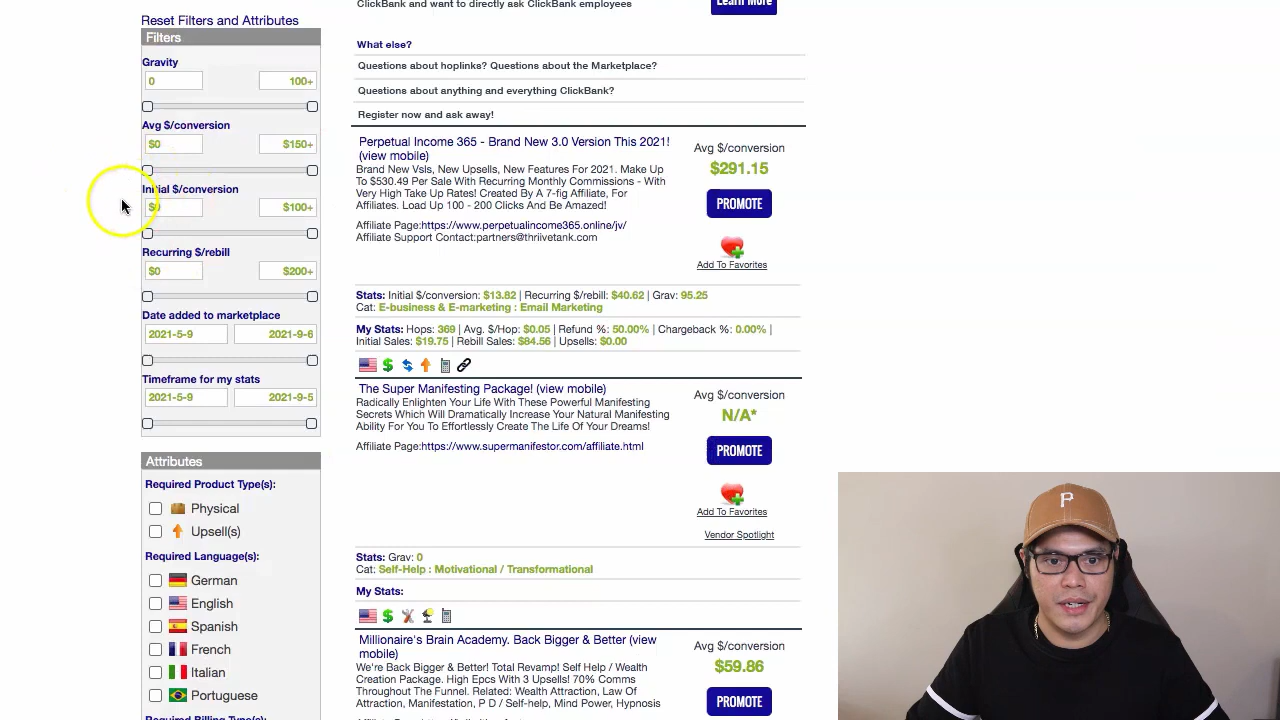 ClickBank and want to directly ask ClickBank employees
Learn More
Reset Filters and Attributes
Filters
Gravity
0
100+
Avg $/conversion
$0
$150+
Initial $/conversion
$0
$100+
Recurring $/rebill
$0
$200+
Date added to marketplace
2021-5-9
2021-9-6
Timeframe for my stats
2021-5-9
2021-9-5
Attributes
Required Product Type(s):
Physical
Upsell(s)
Required Language(s):
German
English
Spanish
French
Italian
Portuguese
Required Billing Type(s):
What else?
Questions about hoplinks? Questions about the Marketplace?
Questions about anything and everything ClickBank?
Register now and ask away!
Perpetual Income 365 - Brand New 3.0 Version This 2021!
(view mobile)
Brand New Vsls, New Upsells, New Features For 2021. Make Up
To $530.49 Per Sale With Recurring Monthly Commissions - With
Very High Take Up Rates! Created By A 7-fig Affiliate, For
Affiliates. Load Up 100 - 200 Clicks And Be Amazed!
Affiliate Page:https://www.perpetualincome365.online/jv/
Affiliate Support Contact:partners@thriivetank.com
Avg $/conversion
$291.15
PROMOTE
Add To Favorites
Stats: Initial $/conversion: $13.82 | Recurring $/rebill: $40.62 | Grav: 95.25
Cat: E-business & E-marketing : Email Marketing
My Stats: Hops: 369 | Avg. $/Hop: $0.05 | Refund %: 50.00% | Chargeback %: 0.00% |
Initial Sales: $19.75 | Rebill Sales: $84.56 | Upsells: $0.00
The Super Manifesting Package! (view mobile)
Radically Enlighten Your Life With These Powerful Manifesting
Secrets Which Will Dramatically Increase Your Natural Manifesting
Ability For You To Effortlessly Create The Life Of Your Dreams!
Affiliate Page:https://www.supermanifestor.com/affiliate.html
Avg $/conversion
N/A*
PROMOTE
Add To Favorites
Vendor Spotlight
Stats: Grav: 0
Cat: Self-Help : Motivational / Transformational
My Stats:
Millionaire's Brain Academy. Back Bigger & Better (view
mobile)
We're Back Bigger & Better! Total Revamp! Self Help / Wealth
Creation Package. High Epcs With 3 Upsells! 70% Comms
Throughout The Funnel. Related: Wealth Attraction, Law Of
Attraction, Manifestation, P D / Self-help, Mind Power, Hypnosis
Avg $/conversion
$59.86
PROMOTE
P